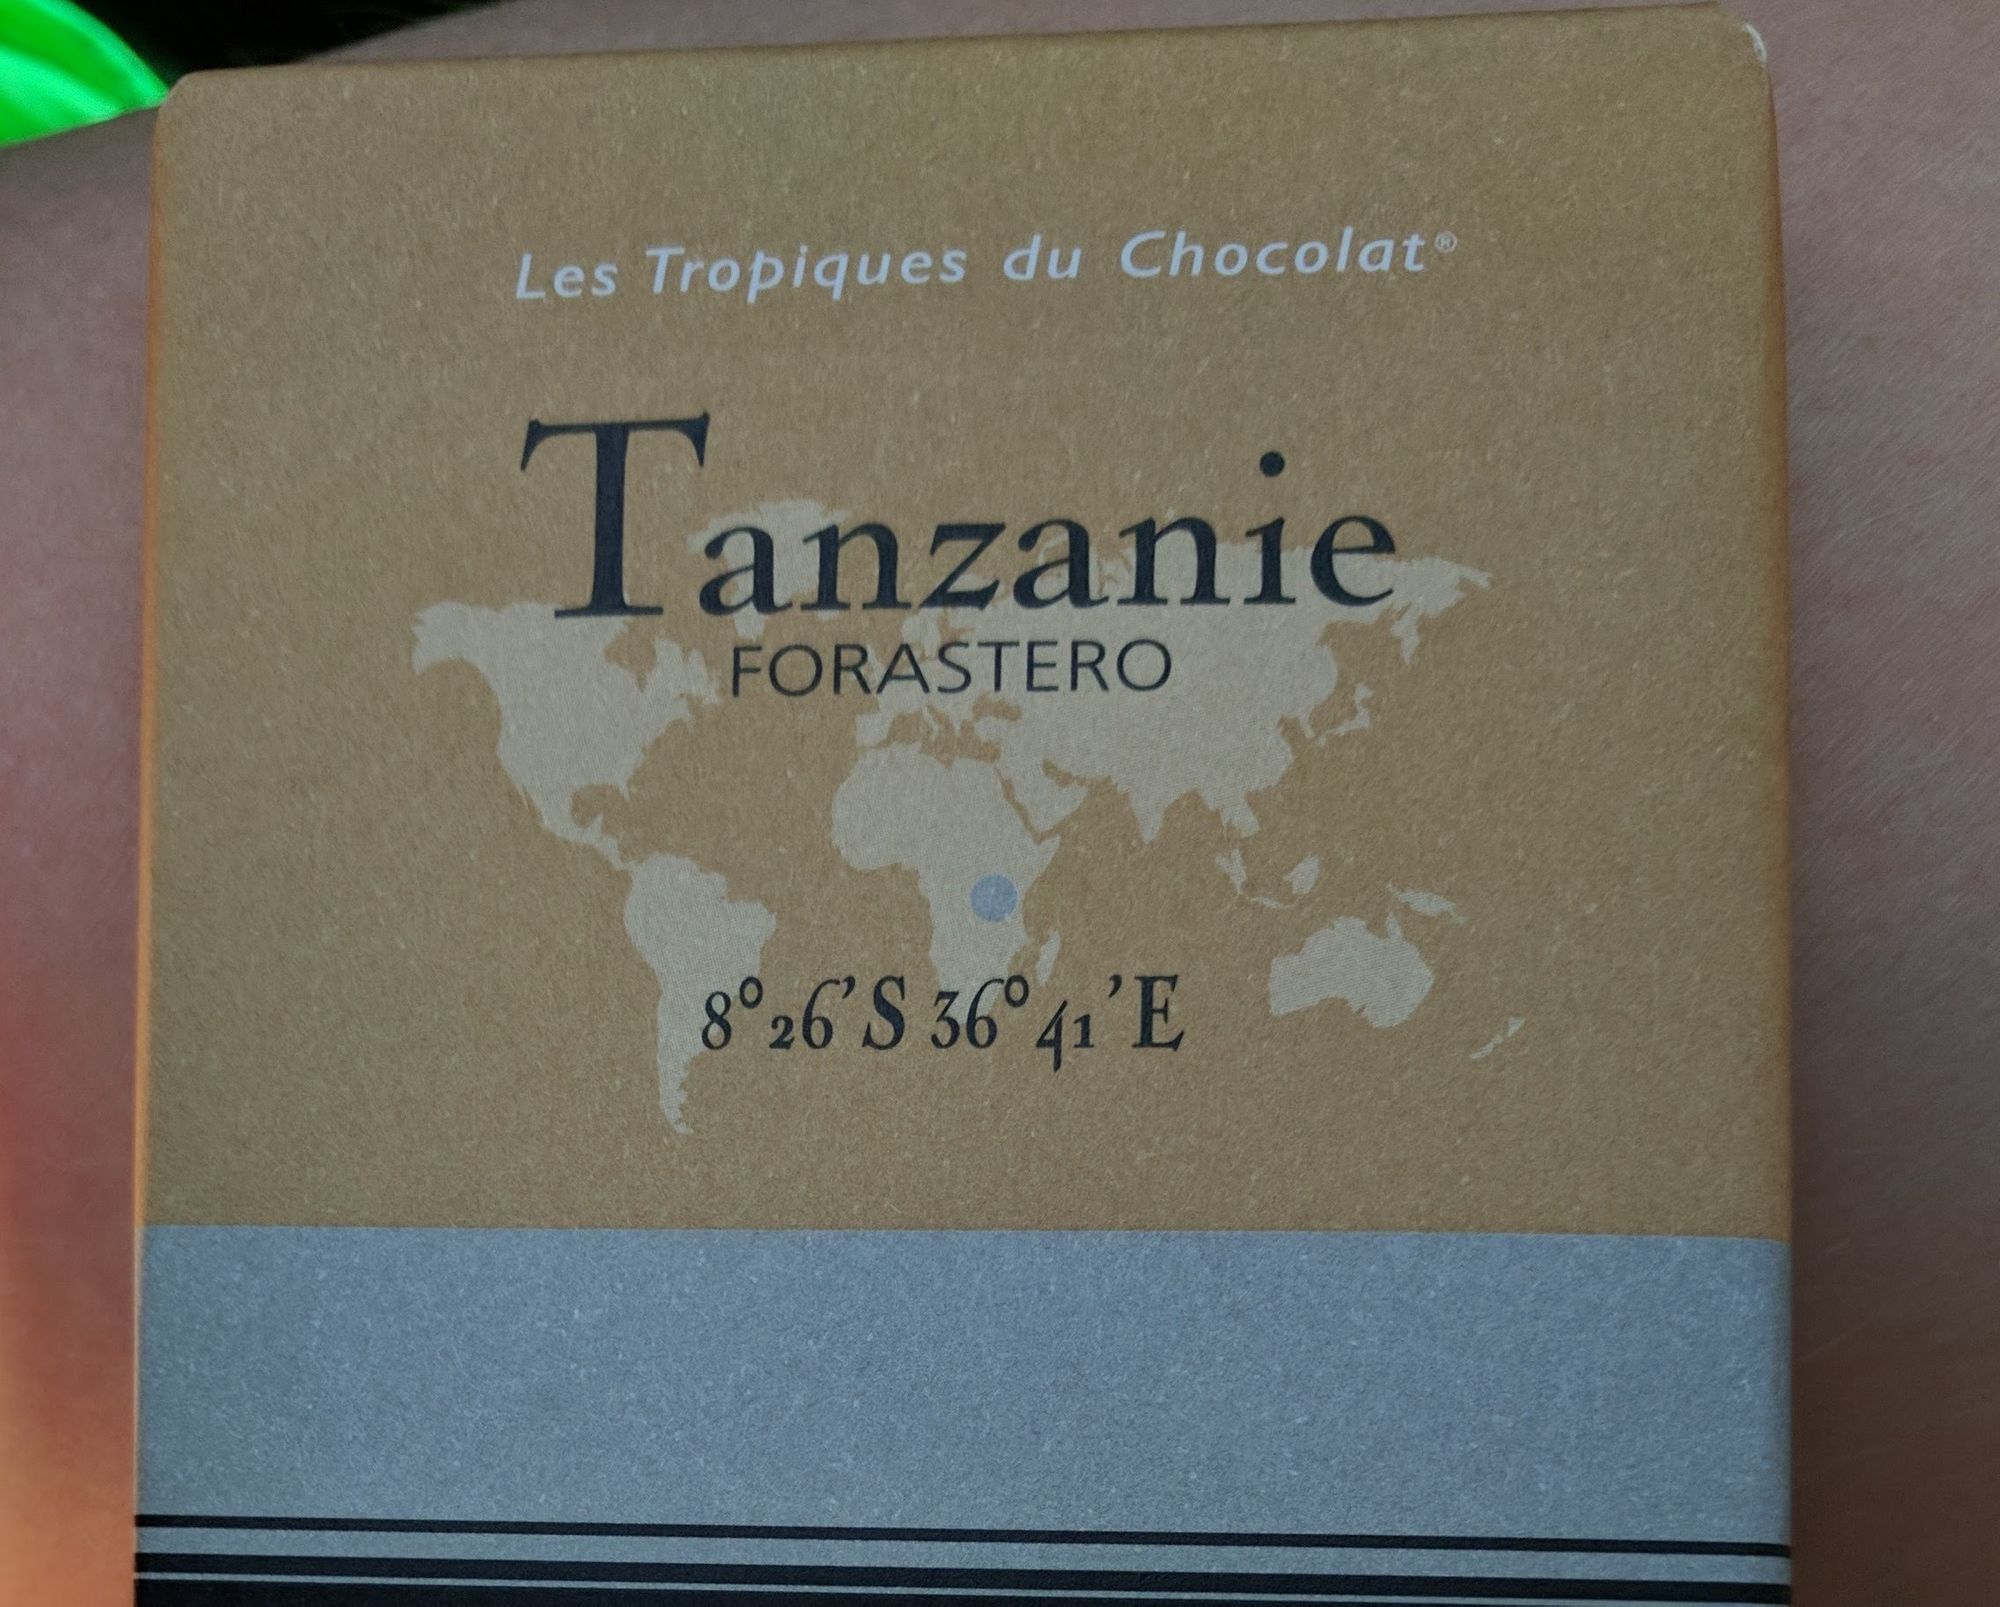 Les Tropiques du Chocolat®
Tanzanie
FORASTERO
8°26'S 36°41'E